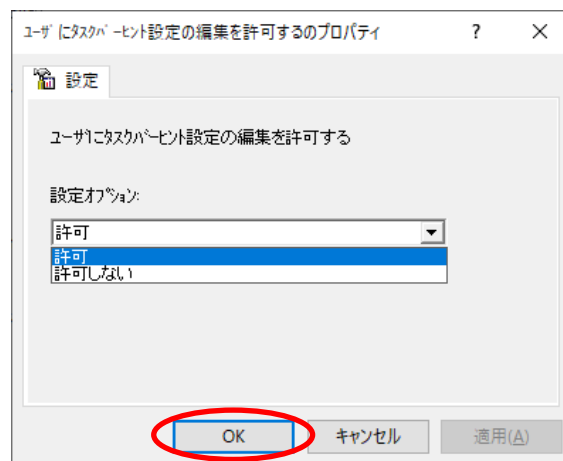 ﾕｰｻﾞにﾀｽｸﾊﾞｰﾋﾝﾄ設定の編集を許可するのプロパティ ? ×
設定
ﾕｰｻﾞにﾀｽｸﾊﾞｰﾋﾝﾄ設定の編集を許可する
設定ｵﾌﾟｼｮﾝ:
許可
許可
許可しない
OK キャンセル 適用(A)